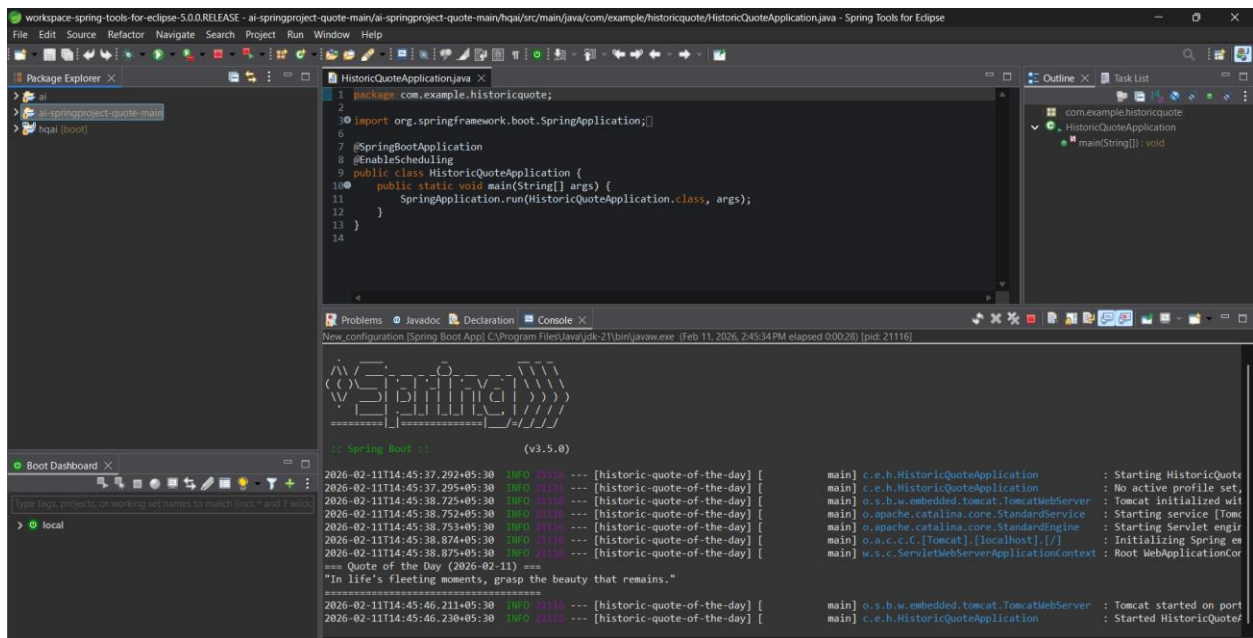 workspace-spring-tools-for-eclipse-5.0.0.RELEASE - ai-springproject-quote-main/ai-springproject-quote-main/hqai/src/main/java/com/example/historicquote/HistoricQuoteApplication.java - Spring Tools for Eclipse
File Edit Source Refactor Navigate Search Project Run Window Help
Package Explorer
ai
ai-springproject-quote-main
hqai [boot]
HistoricQuoteApplication.java
1 package com.example.historicquote;
2
3 import org.springframework.boot.SpringApplication;
6
7 @SpringBootApplication
8 @EnableScheduling
9 public class HistoricQuoteApplication {
10 public static void main(String[] args) {
11 SpringApplication.run(HistoricQuoteApplication.class, args);
12 }
13 }
14
Outline Task List
com.example.historicquote
HistoricQuoteApplication
main(String[]) : void
Problems Javadoc Declaration Console
New_configuration [Spring Boot App] C:\Program Files\Java\jdk-21\bin\javaw.exe (Feb 11, 2026, 2:45:34 PM elapsed 0:00:28) [pid: 21116]
:: Spring Boot :: (v3.5.0)
2026-02-11T14:45:37.292+05:30 INFO 21116 --- [historic-quote-of-the-day] [ main] c.e.h.HistoricQuoteApplication : Starting HistoricQuote
2026-02-11T14:45:37.295+05:30 INFO 21116 --- [historic-quote-of-the-day] [ main] c.e.h.HistoricQuoteApplication : No active profile set,
2026-02-11T14:45:38.725+05:30 INFO 21116 --- [historic-quote-of-the-day] [ main] o.s.b.w.embedded.tomcat.TomcatWebServer : Tomcat initialized wit
2026-02-11T14:45:38.752+05:30 INFO 21116 --- [historic-quote-of-the-day] [ main] o.apache.catalina.core.StandardService : Starting service [Tomc
2026-02-11T14:45:38.753+05:30 INFO 21116 --- [historic-quote-of-the-day] [ main] o.apache.catalina.core.StandardEngine : Starting Servlet engin
2026-02-11T14:45:38.874+05:30 INFO 21116 --- [historic-quote-of-the-day] [ main] o.a.c.c.C.[Tomcat].[localhost].[/] : Initializing Spring em
2026-02-11T14:45:38.875+05:30 INFO 21116 --- [historic-quote-of-the-day] [ main] w.s.c.ServletWebServerApplicationContext : Root WebApplicationCon
=== Quote of the Day (2026-02-11) ===
"In life's fleeting moments, grasp the beauty that remains."
=====================================
2026-02-11T14:45:46.211+05:30 INFO 21116 --- [historic-quote-of-the-day] [ main] o.s.b.w.embedded.tomcat.TomcatWebServer : Tomcat started on port
2026-02-11T14:45:46.230+05:30 INFO 21116 --- [historic-quote-of-the-day] [ main] c.e.h.HistoricQuoteApplication : Started HistoricQuoteA
Boot Dashboard
Type tags, projects, or working set names to match (incl. * and ? wildc
local